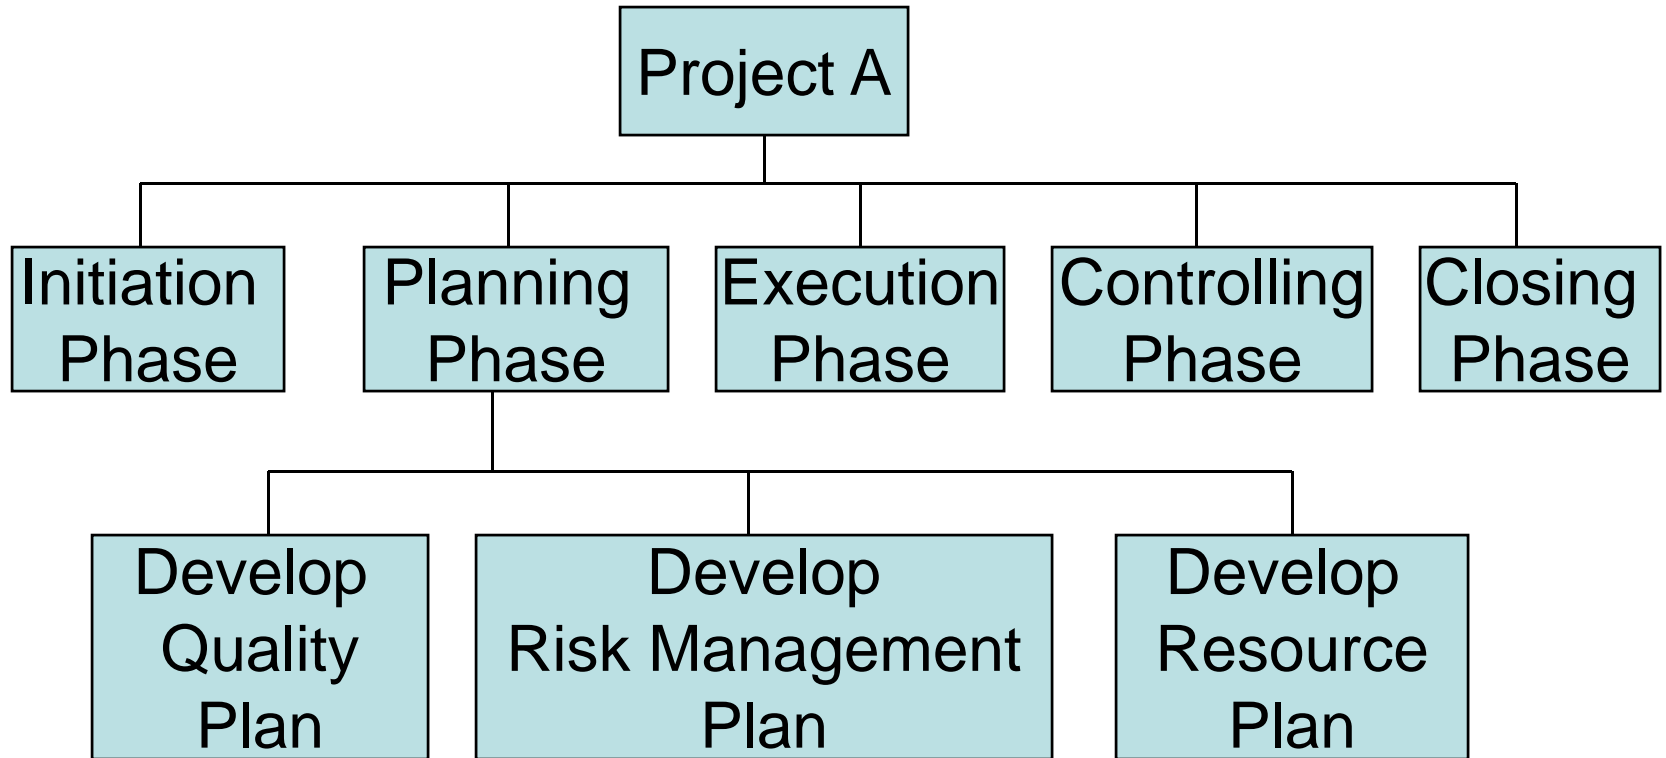 Project A
Initiation
Phase
Planning
Phase
Execution
Phase
Controlling
Phase
Closing
Phase
Develop
Quality
Plan
Develop
Risk Management
Plan
Develop
Resource
Plan